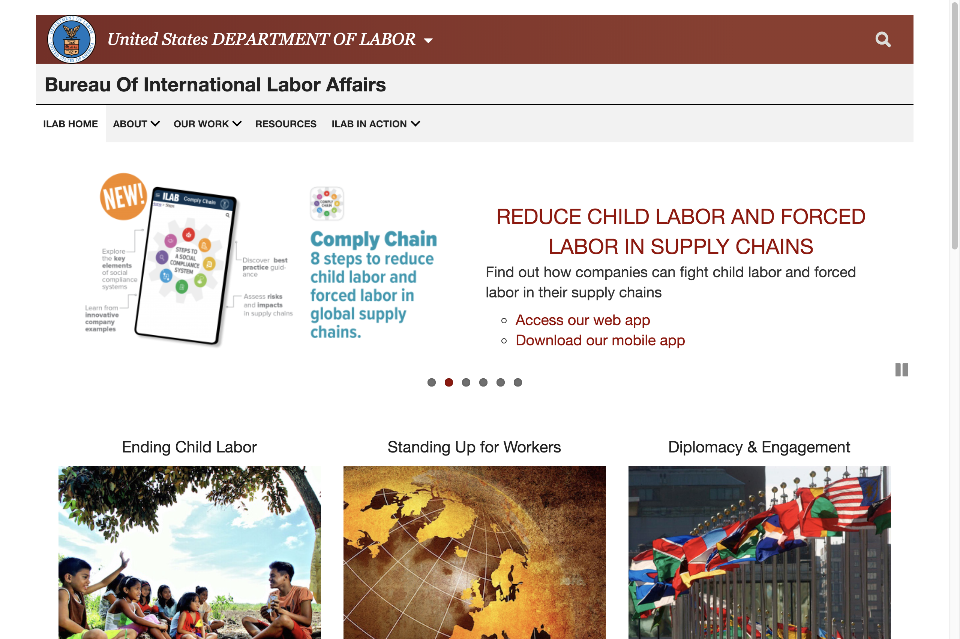 United States DEPARTMENT OF LABOR
Bureau Of International Labor Affairs
ILAB HOME ABOUT OUR WORK RESOURCES ILAB IN ACTION
NEW!
ILAB Comply Chain
STEPS TO
A SOCIAL
COMPLIANCE
SYSTEM
Explore
the key
elements
of social
compliance
systems
Learn from
innovative
company
examples
Discover best
practice guid-
ance
Assess risks
and impacts
in supply chains
COMPLY
CHAIN
Comply Chain
8 steps to reduce
child labor and
forced labor in
global supply
chains.
REDUCE CHILD LABOR AND FORCED
LABOR IN SUPPLY CHAINS
Find out how companies can fight child labor and forced
labor in their supply chains
Access our web app
Download our mobile app
Ending Child Labor
Standing Up for Workers
Diplomacy & Engagement